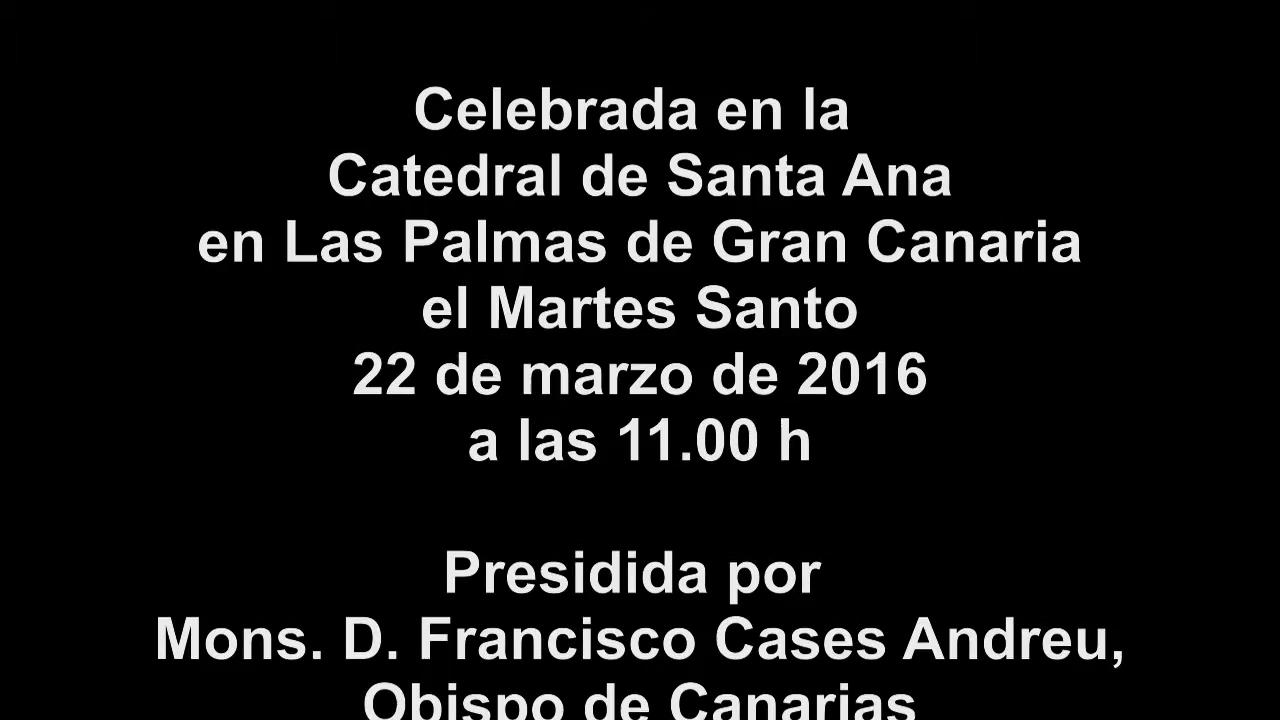 Celebrada en la
Catedral de Santa Ana
en Las Palmas de Gran Canaria
el Martes Santo
22 de marzo de 2016
a las 11.00 h
Presidida por
Mons. D. Francisco Cases Andreu,
Obispo de Canarias